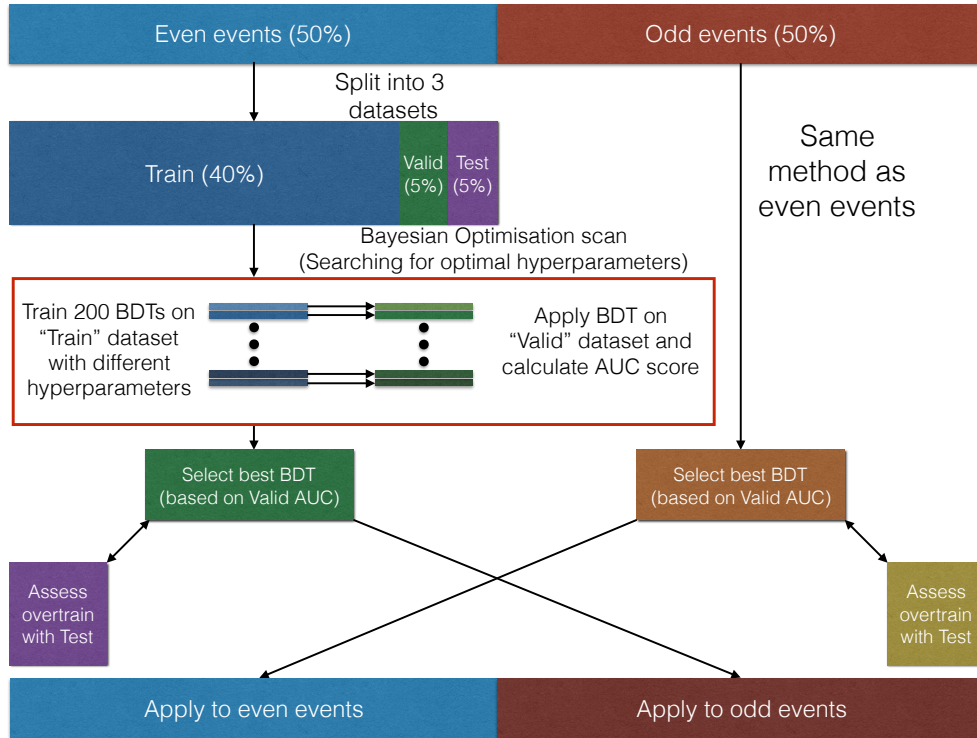 Even events (50%)
Odd events (50%)
Split into 3
datasets
Train (40%)
Valid
(5%)
Test
(5%)
Same
method as
even events
Bayesian Optimisation scan
(Searching for optimal hyperparameters)
Train 200 BDTs on
“Train” dataset
with different
hyperparameters
Apply BDT on
“Valid” dataset and
calculate AUC score
Select best BDT
(based on Valid AUC)
Select best BDT
(based on Valid AUC)
Assess
overtrain
with Test
Assess
overtrain
with Test
Apply to even events
Apply to odd events